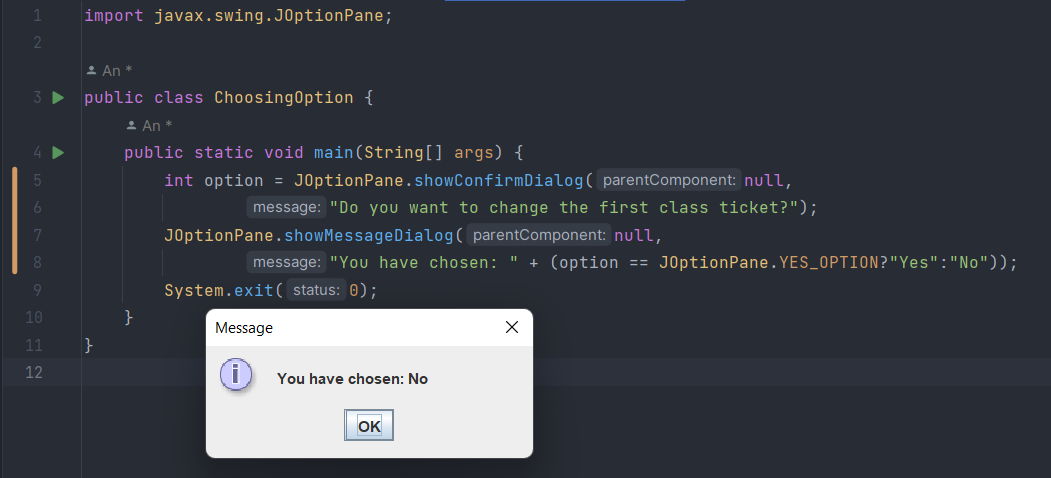 1 import javax.swing.JOptionPane;
2
An *
3 public class ChoosingOption {
An *
4 public static void main(String[] args) {
5 int option = JOptionPane.showConfirmDialog( parentComponent: null,
6 message: "Do you want to change the first class ticket?");
7 JOptionPane.showMessageDialog( parentComponent: null,
8 message: "You have chosen: " + (option == JOptionPane.YES_OPTION?"Yes":"No"));
9 System.exit( status: 0);
10 }
11 }
12
Message
i
You have chosen: No
OK